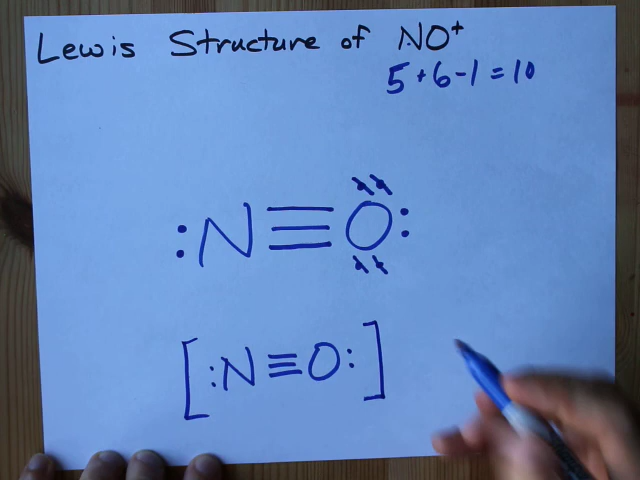 Lewis Structure of NO⁺
5+6-1=10
:N≡O:
[:N≡O:]